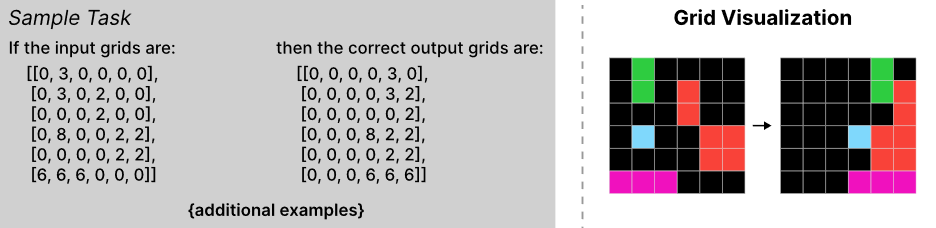 Sample Task
If the input grids are:
[[0, 3, 0, 0, 0, 0],
[0, 3, 0, 2, 0, 0],
[0, 0, 0, 2, 0, 0],
[0, 8, 0, 0, 2, 2],
[0, 0, 0, 0, 2, 2],
[6, 6, 6, 0, 0, 0]]
then the correct output grids are:
[[0, 0, 0, 0, 3, 0],
[0, 0, 0, 0, 3, 2],
[0, 0, 0, 0, 0, 2],
[0, 0, 0, 8, 2, 2],
[0, 0, 0, 0, 2, 2],
[0, 0, 0, 6, 6, 6]]
{additional examples}
Grid Visualization